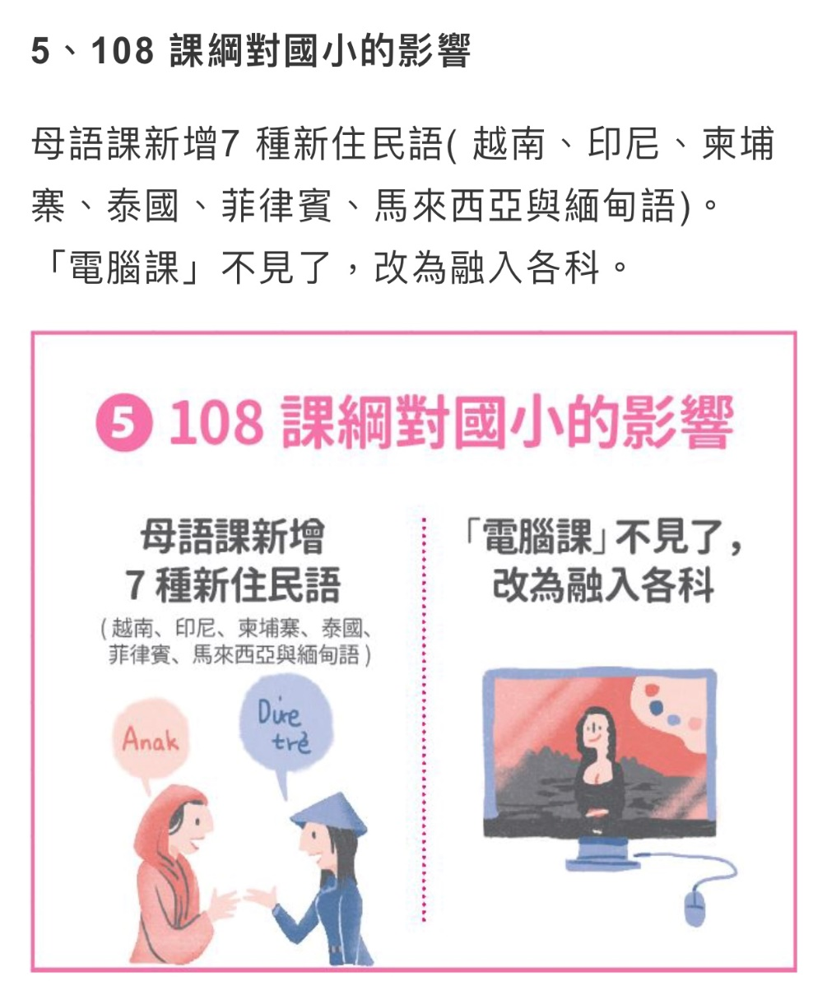 5、108 課綱對國小的影響
母語課新增7 種新住民語( 越南、印尼、柬埔
寨、泰國、菲律賓、馬來西亞與緬甸語)。
「電腦課」不見了，改為融入各科。
5 108 課綱對國小的影響
母語課新增
7 種新住民語
( 越南、印尼、柬埔寨、泰國、
菲律賓、馬來西亞與緬甸語 )
Anak
trẻ
「電腦課」不見了，
改為融入各科